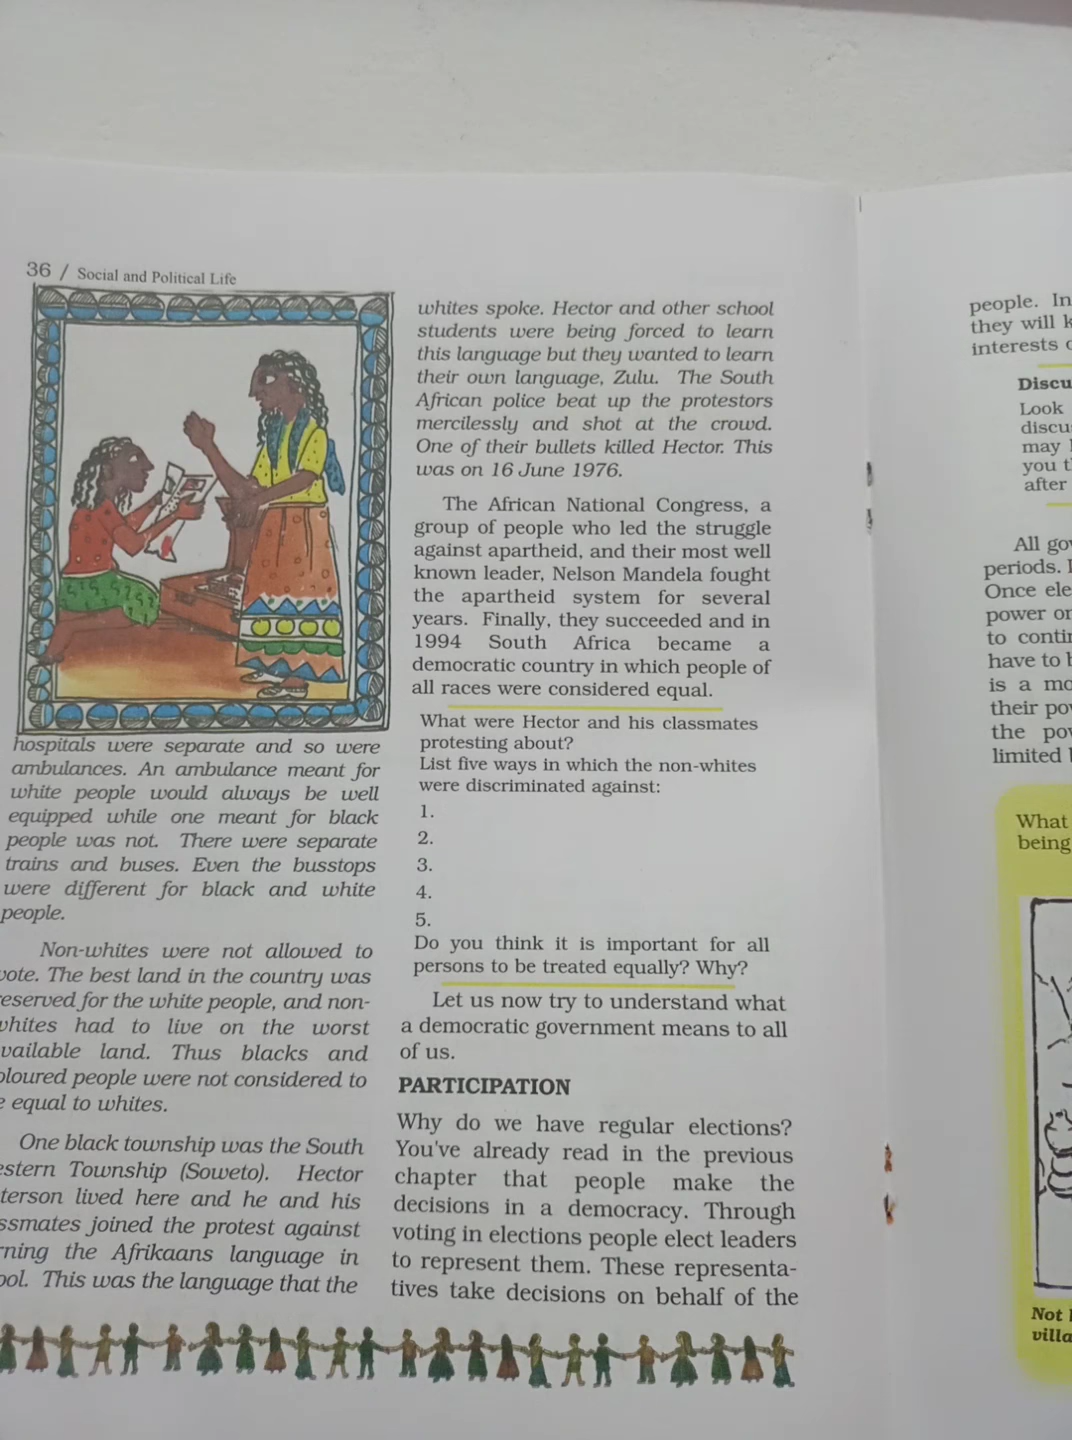 36 / Social and Political Life
hospitals were separate and so were
ambulances. An ambulance meant for
white people would always be well
equipped while one meant for black
people was not. There were separate
trains and buses. Even the busstops
were different for black and white
people.
Non-whites were not allowed to
vote. The best land in the country was
reserved for the white people, and non-
whites had to live on the worst
available land. Thus blacks and
coloured people were not considered to
be equal to whites.
One black township was the South
estern Township (Soweto). Hector
terson lived here and he and his
ssmates joined the protest against
rning the Afrikaans language in
ool. This was the language that the
whites spoke. Hector and other school
students were being forced to learn
this language but they wanted to learn
their own language, Zulu. The South
African police beat up the protestors
mercilessly and shot at the crowd.
One of their bullets killed Hector. This
was on 16 June 1976.
The African National Congress, a
group of people who led the struggle
against apartheid, and their most well
known leader, Nelson Mandela fought
the apartheid system for several
years. Finally, they succeeded and in
1994 South Africa became a
democratic country in which people of
all races were considered equal.
What were Hector and his classmates
protesting about?
List five ways in which the non-whites
were discriminated against:
1.
2.
3.
4.
5.
Do you think it is important for all
persons to be treated equally? Why?
Let us now try to understand what
a democratic government means to all
of us.
PARTICIPATION
Why do we have regular elections?
You've already read in the previous
chapter that people make the
decisions in a democracy. Through
voting in elections people elect leaders
to represent them. These representa-
tives take decisions on behalf of the
people. In
they will k
interests o
Discu
Look
discu
may
you t
after
All gov
periods. I
Once ele
power or
to contin
have to b
is a mo
their pow
the pow
limited
What
being
Not
villa